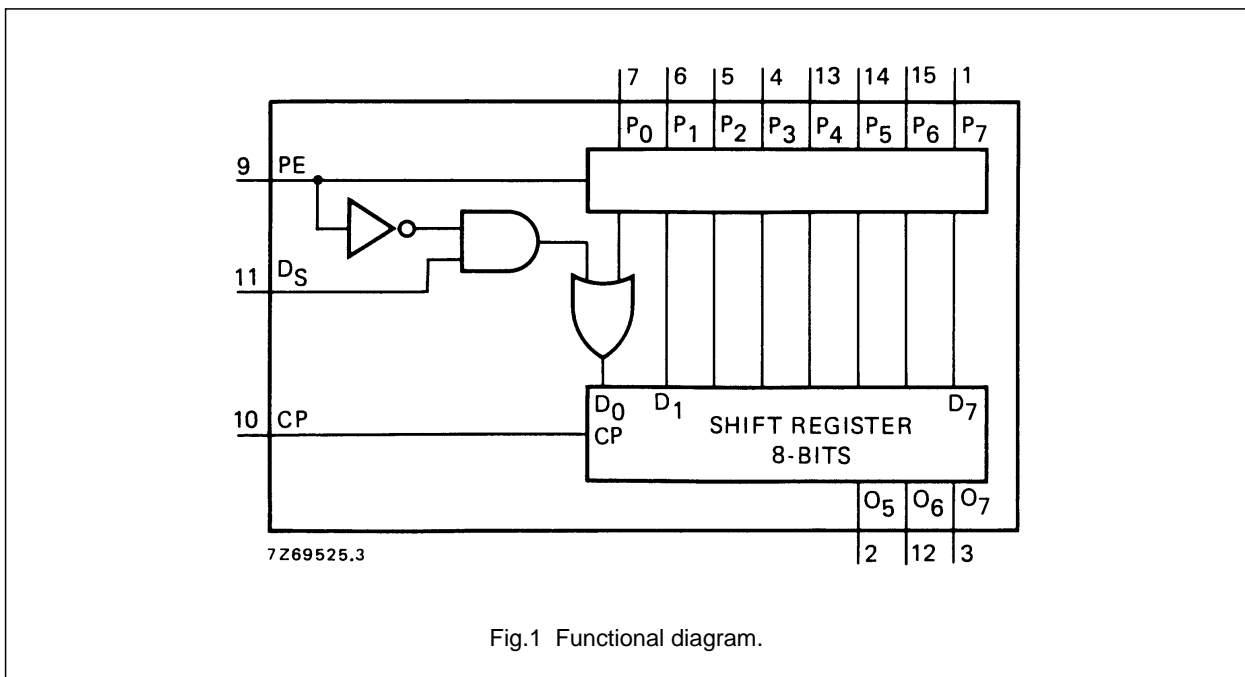 7 6 5 4 13 14 15 1
P0 P1 P2 P3 P4 P5 P6 P7
9 PE
11 DS
10 CP
D0 D1 D7
CP
SHIFT REGISTER
8-BITS
O5 O6 O7
7Z69525.3
2 12 3
Fig.1 Functional diagram.